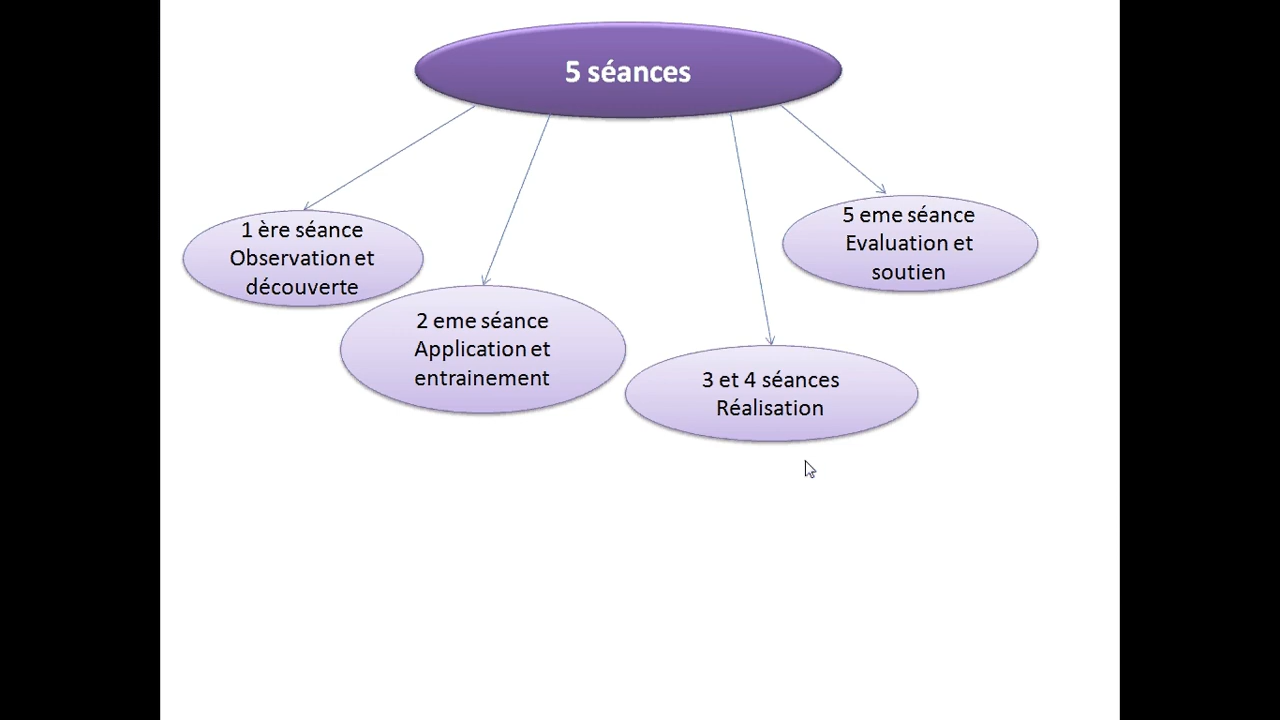 5 séances
1 ère séance
Observation et
découverte
2 eme séance
Application et
entrainement
3 et 4 séances
Réalisation
5 eme séance
Evaluation et
soutien